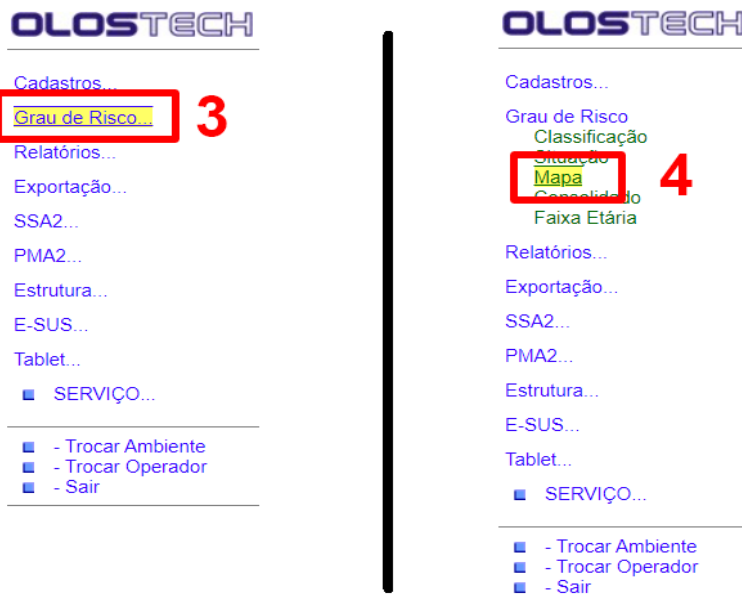 OLOSTECH
Cadastros...
Grau de Risco...
3
Relatórios...
Exportação...
SSA2...
PMA2...
Estrutura...
E-SUS...
Tablet...
SERVIÇO...
- Trocar Ambiente
- Trocar Operador
- Sair
OLOSTECH
Cadastros...
Grau de Risco
Classificação
Situação
Mapa
4
Consolidado
Faixa Etária
Relatórios...
Exportação...
SSA2...
PMA2...
Estrutura...
E-SUS...
Tablet...
SERVIÇO...
- Trocar Ambiente
- Trocar Operador
- Sair